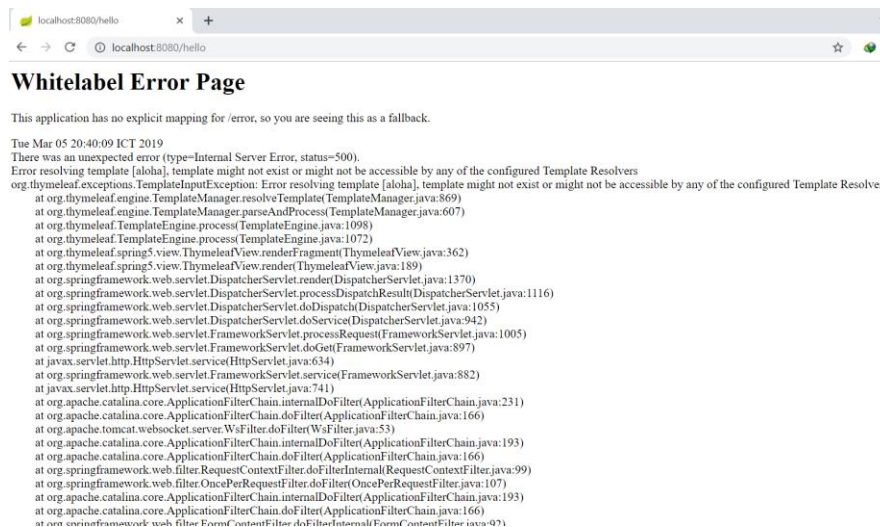 localhost:8080/hello
localhost:8080/hello
Whitelabel Error Page
This application has no explicit mapping for /error, so you are seeing this as a fallback.
Tue Mar 05 20:40:09 ICT 2019
There was an unexpected error (type=Internal Server Error, status=500).
Error resolving template [aloha], template might not exist or might not be accessible by any of the configured Template Resolvers
org.thymeleaf.exceptions.TemplateInputException: Error resolving template [aloha], template might not exist or might not be accessible by any of the configured Template Resolve
at org.thymeleaf.engine.TemplateManager.resolveTemplate(TemplateManager.java:869)
at org.thymeleaf.engine.TemplateManager.parseAndProcess(TemplateManager.java:607)
at org.thymeleaf.TemplateEngine.process(TemplateEngine.java:1098)
at org.thymeleaf.TemplateEngine.process(TemplateEngine.java:1072)
at org.thymeleaf.spring5.view.ThymeleafView.renderFragment(ThymeleafView.java:362)
at org.thymeleaf.spring5.view.ThymeleafView.render(ThymeleafView.java:189)
at org.springframework.web.servlet.DispatcherServlet.render(DispatcherServlet.java:1370)
at org.springframework.web.servlet.DispatcherServlet.processDispatchResult(DispatcherServlet.java:1116)
at org.springframework.web.servlet.DispatcherServlet.doDispatch(DispatcherServlet.java:1055)
at org.springframework.web.servlet.DispatcherServlet.doService(DispatcherServlet.java:942)
at org.springframework.web.servlet.FrameworkServlet.processRequest(FrameworkServlet.java:1005)
at org.springframework.web.servlet.FrameworkServlet.doGet(FrameworkServlet.java:897)
at javax.servlet.http.HttpServlet.service(HttpServlet.java:634)
at org.springframework.web.servlet.FrameworkServlet.service(FrameworkServlet.java:882)
at javax.servlet.http.HttpServlet.service(HttpServlet.java:741)
at org.apache.catalina.core.ApplicationFilterChain.internalDoFilter(ApplicationFilterChain.java:231)
at org.apache.catalina.core.ApplicationFilterChain.doFilter(ApplicationFilterChain.java:166)
at org.apache.tomcat.websocket.server.WsFilter.doFilter(WsFilter.java:53)
at org.apache.catalina.core.ApplicationFilterChain.internalDoFilter(ApplicationFilterChain.java:193)
at org.apache.catalina.core.ApplicationFilterChain.doFilter(ApplicationFilterChain.java:166)
at org.springframework.web.filter.RequestContextFilter.doFilterInternal(RequestContextFilter.java:99)
at org.springframework.web.filter.OncePerRequestFilter.doFilter(OncePerRequestFilter.java:107)
at org.apache.catalina.core.ApplicationFilterChain.internalDoFilter(ApplicationFilterChain.java:193)
at org.apache.catalina.core.ApplicationFilterChain.doFilter(ApplicationFilterChain.java:166)
at org.springframework.web.filter.FormContentFilter.doFilterInternal(FormContentFilter.java:92)